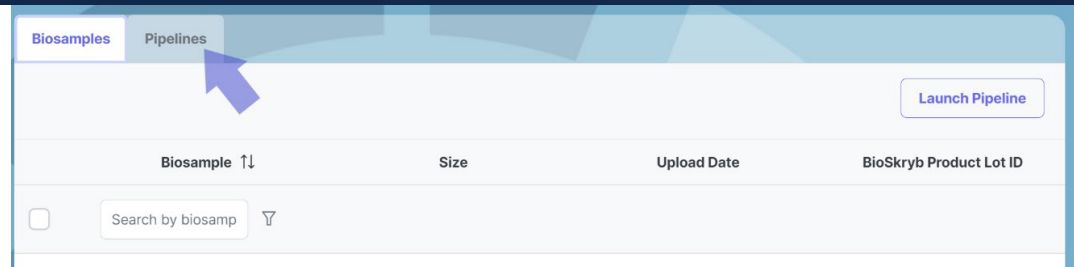 Biosamples Pipelines
Launch Pipeline
Biosample ↑↓ Size Upload Date BioSkryb Product Lot ID
Search by biosamp